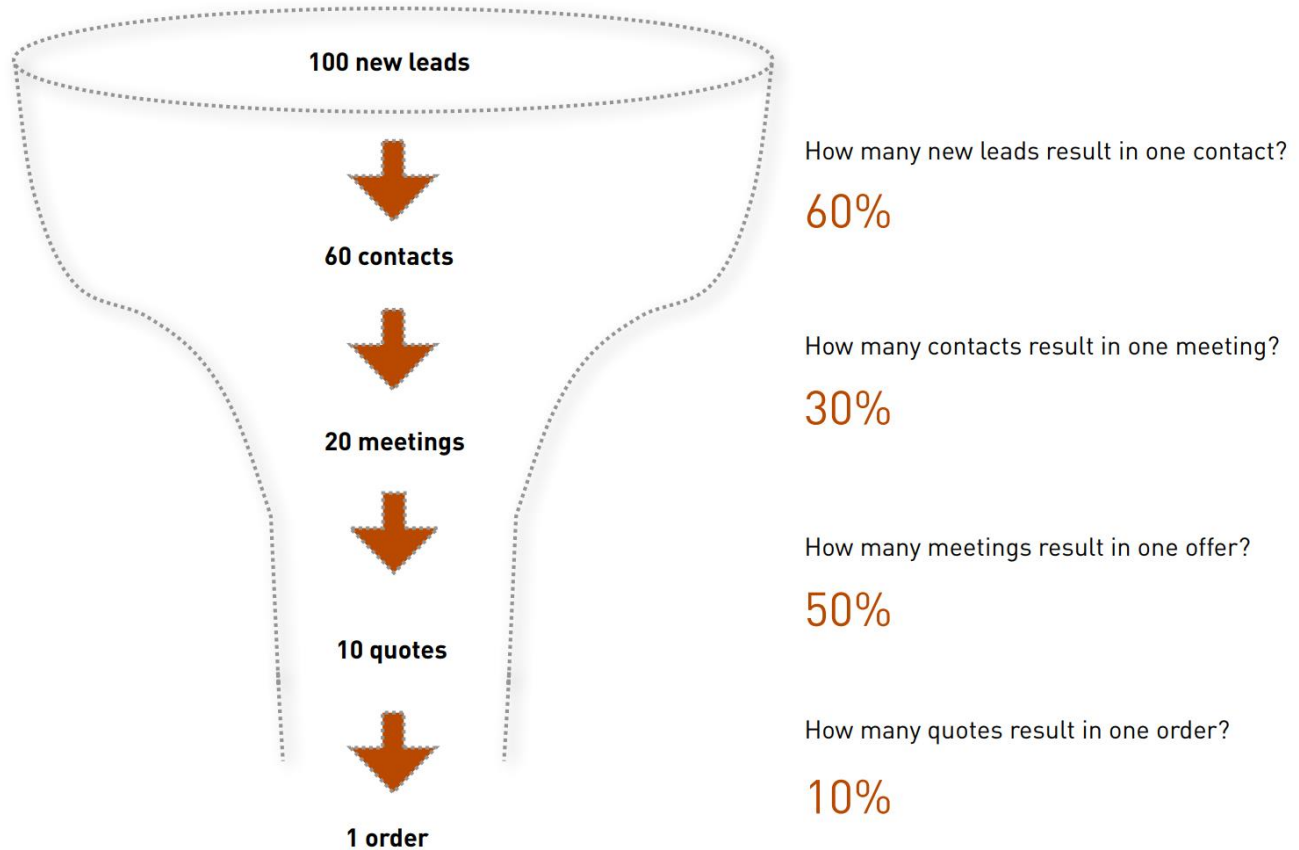 100 new leads
How many new leads result in one contact?
60%
60 contacts
How many contacts result in one meeting?
30%
20 meetings
How many meetings result in one offer?
50%
10 quotes
How many quotes result in one order?
10%
1 order